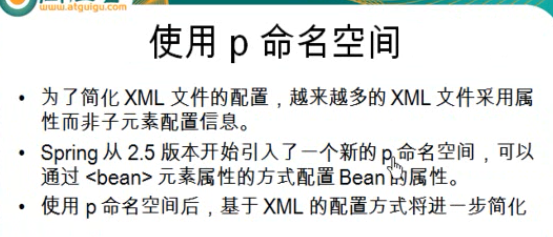 www.atguigu.com
使用 p 命名空间
• 为了简化 XML 文件的配置，越来越多的 XML 文件采用属
性而非子元素配置信息。
• Spring 从 2.5 版本开始引入了一个新的 p 命名空间，可以
通过 <bean> 元素属性的方式配置 Bean 的属性。
• 使用 p 命名空间后，基于 XML 的配置方式将进一步简化